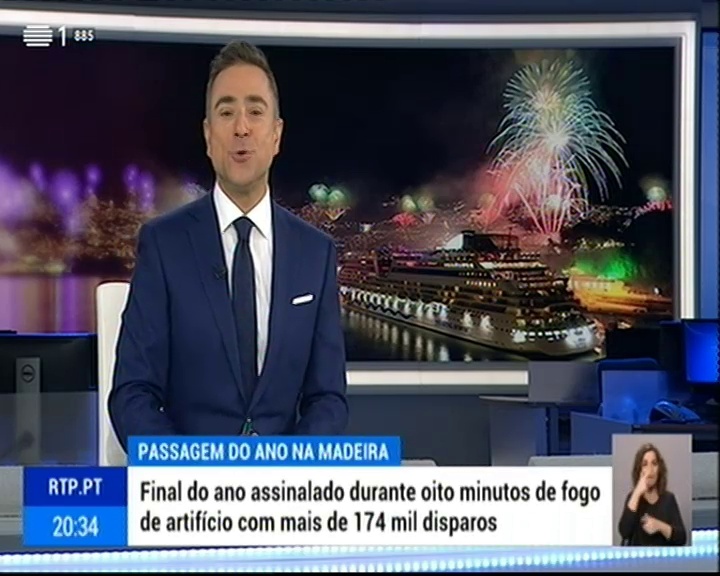 1 885
DELL
PASSAGEM DO ANO NA MADEIRA
RTP.PT
Final do ano assinalado durante oito minutos de fogo
20:34
de artifício com mais de 174 mil disparos